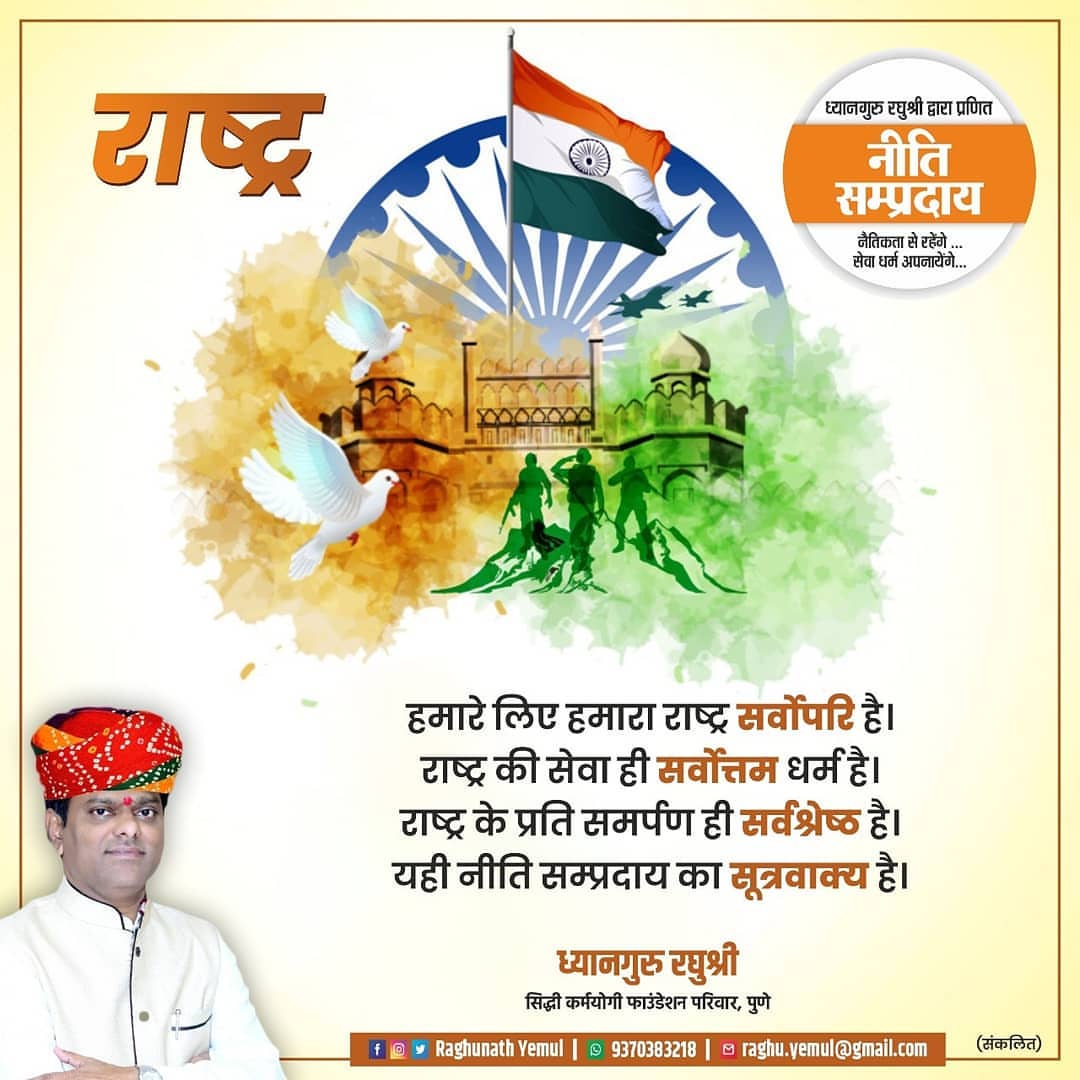 राष्ट्र
ध्यानगुरु रघुश्री द्वारा प्रणित
नीति
सम्प्रदाय
नैतिकता से रहेंगे ...
सेवा धर्म अपनायेंगे...
हमारे लिए हमारा राष्ट्र सर्वोपरि है।
राष्ट्र की सेवा ही सर्वोत्तम धर्म है।
राष्ट्र के प्रति समर्पण ही सर्वश्रेष्ठ है।
यही नीति सम्प्रदाय का सूत्रवाक्य है।
ध्यानगुरु रघुश्री
सिद्धी कर्मयोगी फाउंडेशन परिवार, पुणे
Raghunath Yemul | 9370383218 | raghu.yemul@gmail.com
(संकलित)